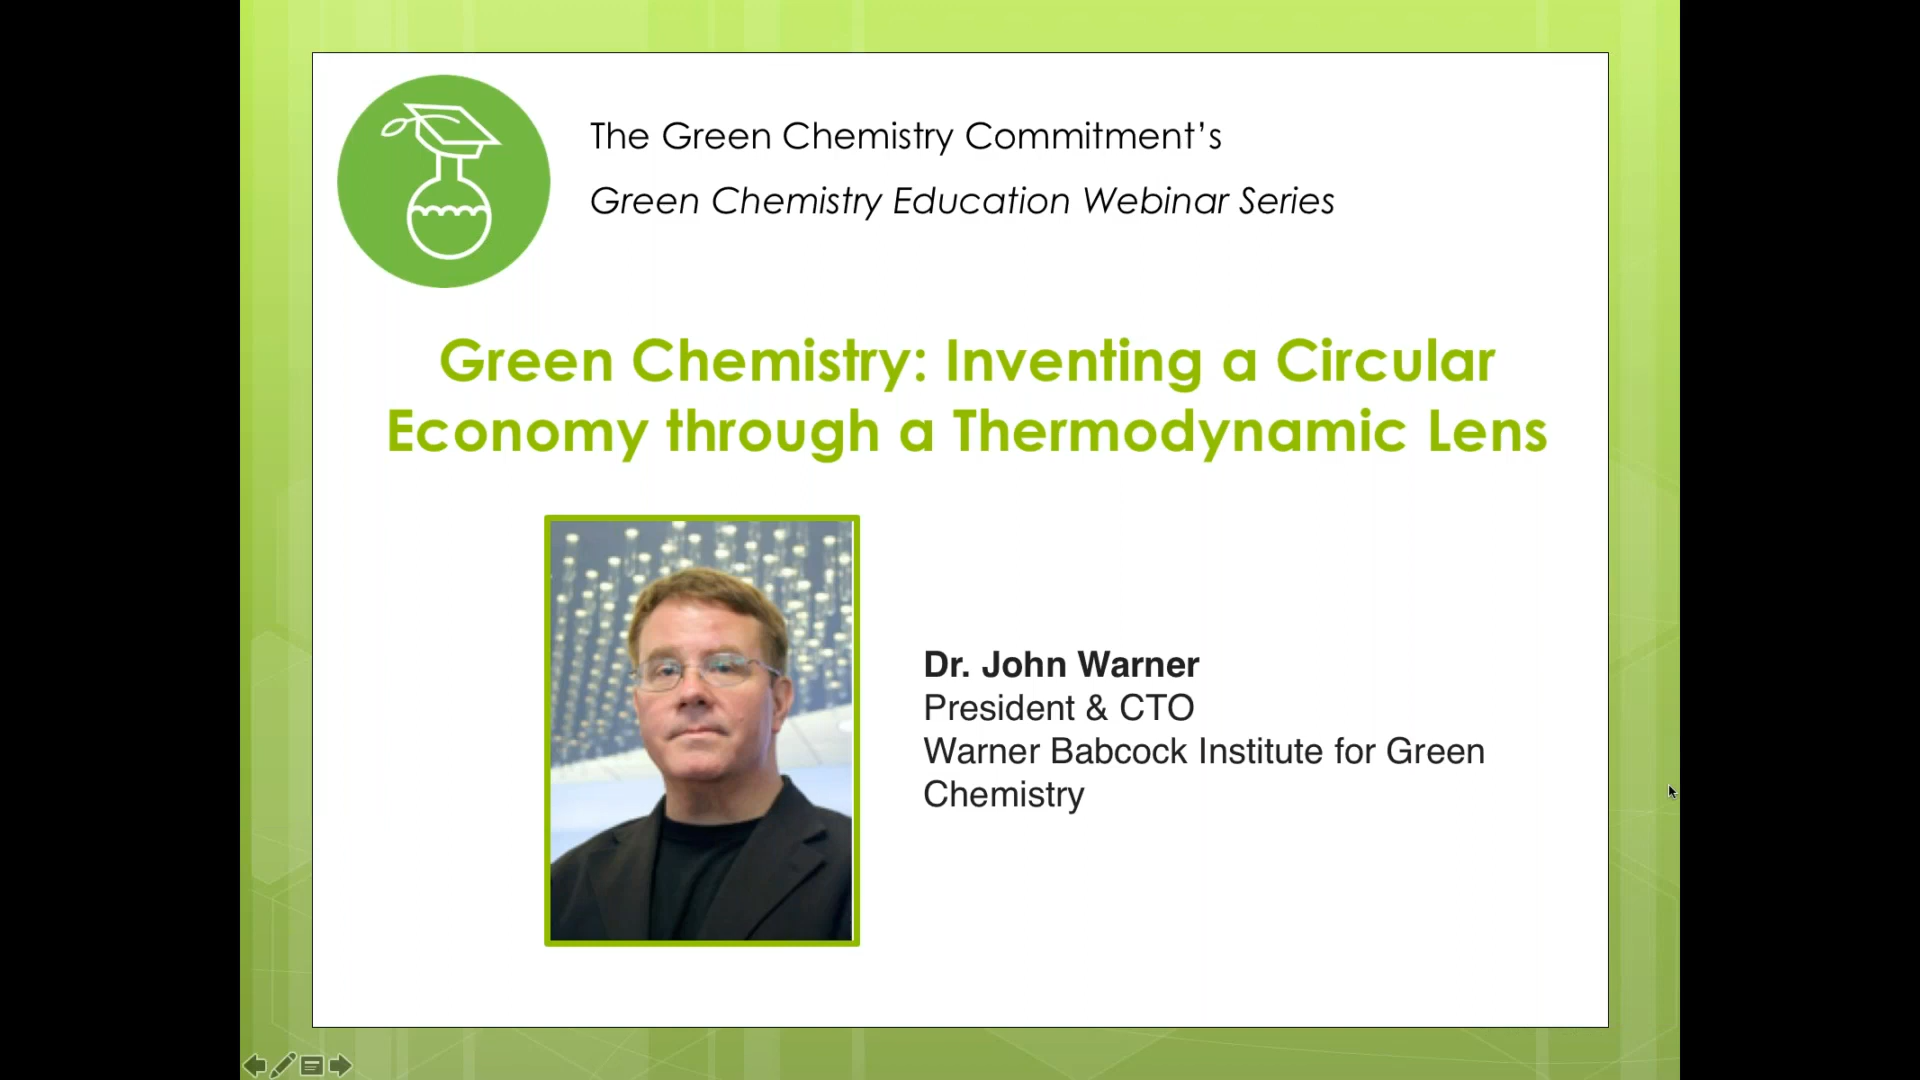 The Green Chemistry Commitment’s
Green Chemistry Education Webinar Series
Green Chemistry: Inventing a Circular
Economy through a Thermodynamic Lens
Dr. John Warner
President & CTO
Warner Babcock Institute for Green
Chemistry